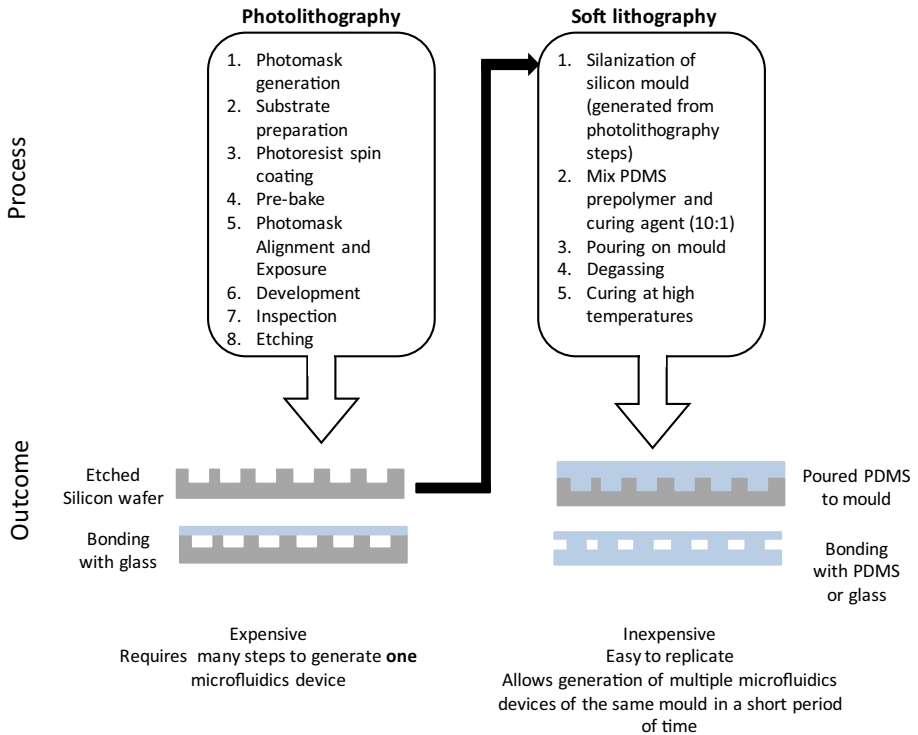 Photolithography
1. Photomask
generation
2. Substrate
preparation
3. Photoresist spin
coating
4. Pre-bake
5. Photomask
Alignment and
Exposure
6. Development
7. Inspection
8. Etching
Soft lithography
1. Silanization of
silicon mould
(generated from
photolithography
steps)
2. Mix PDMS
prepolymer and
curing agent (10:1)
3. Pouring on mould
4. Degassing
5. Curing at high
temperatures
Process
Outcome
Etched
Silicon wafer
Bonding
with glass
Poured PDMS
to mould
Bonding
with PDMS
or glass
Expensive
Requires many steps to generate one
microfluidics device
Inexpensive
Easy to replicate
Allows generation of multiple microfluidics
devices of the same mould in a short period
of time